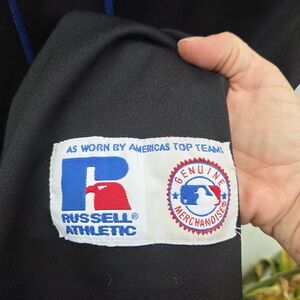 AS WORN BY AMERICAS TOP TEAMS
R
RUSSELL®
ATHLETIC
GENUINE
MERCHANDISE